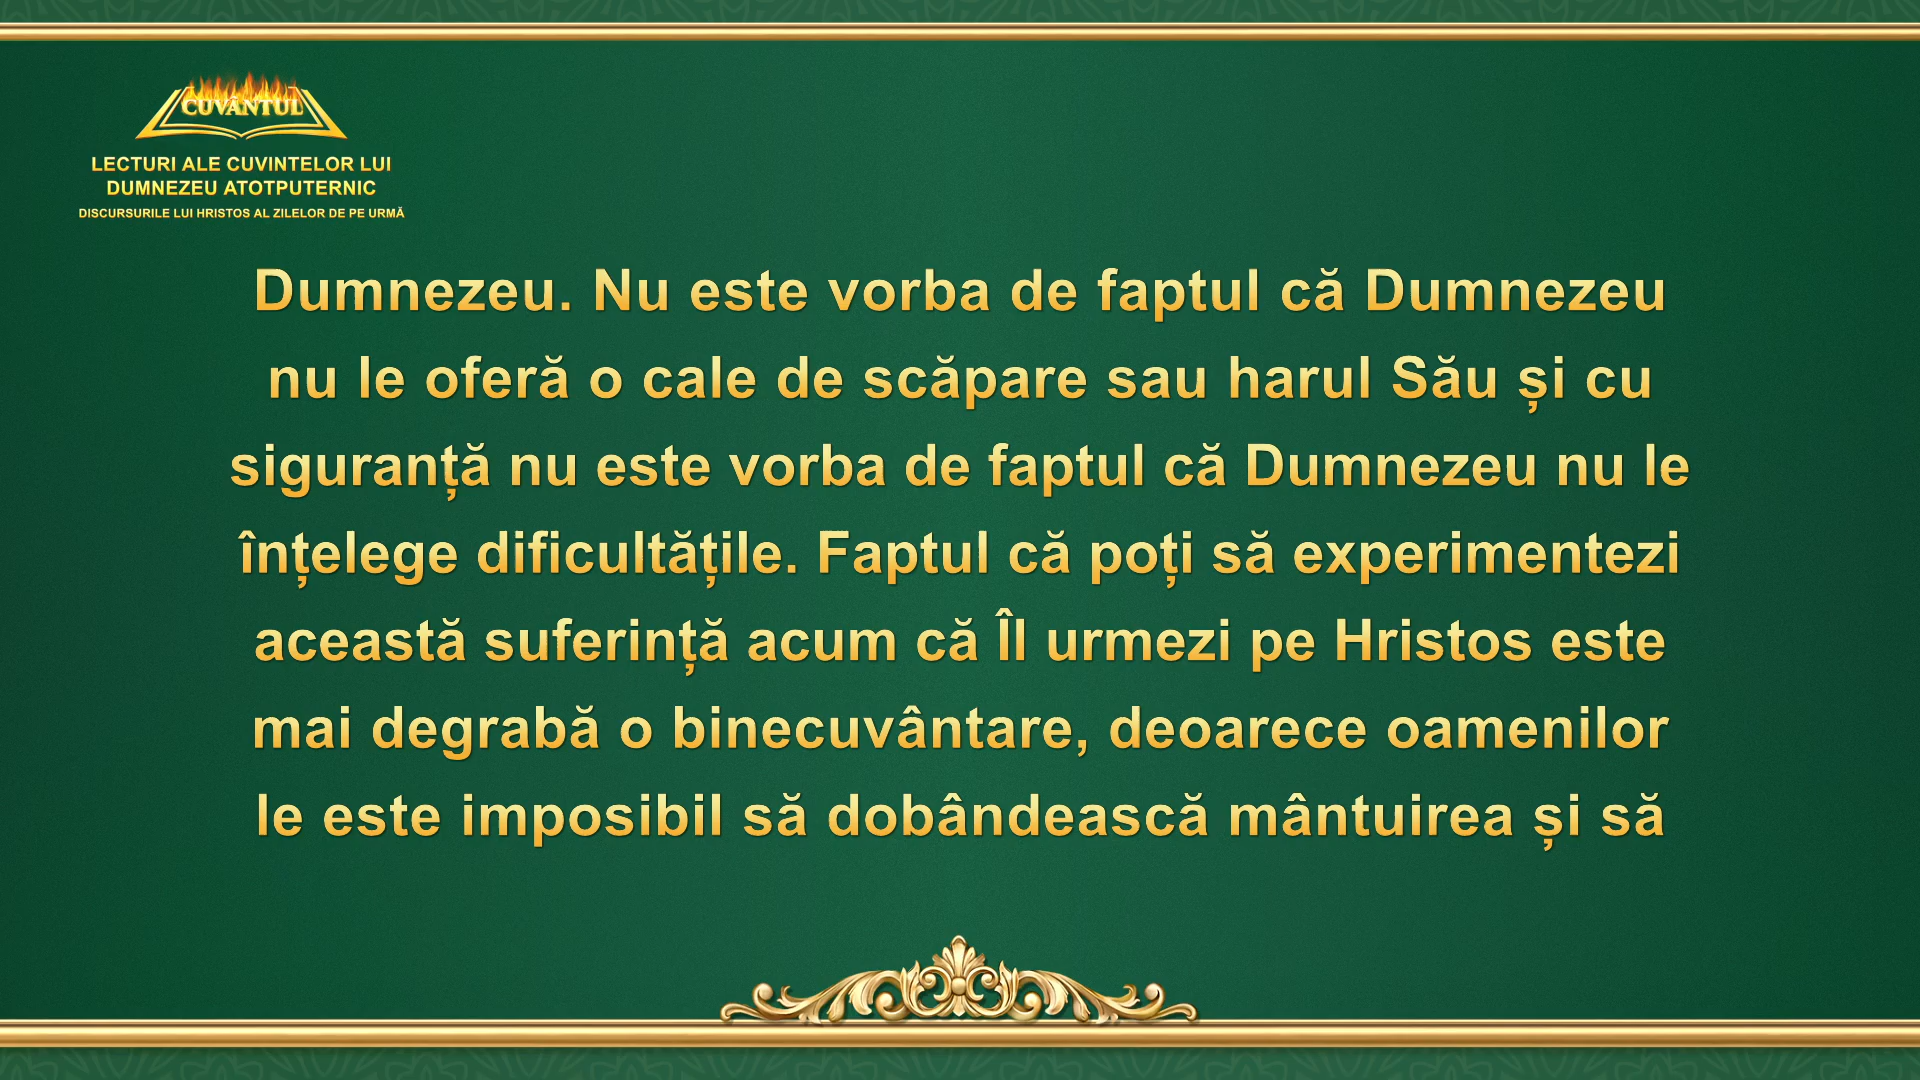 CUVÂNTUL
LECTURI ALE CUVINTELOR LUI
DUMNEZEU ATOTPUTERNIC
DISCURSURILE LUI HRISTOS AL ZILELOR DE PE URMĂ
Dumnezeu. Nu este vorba de faptul că Dumnezeu
nu le oferă o cale de scăpare sau harul Său și cu
siguranță nu este vorba de faptul că Dumnezeu nu le
înțelege dificultățile. Faptul că poți să experimentezi
această suferință acum că Îl urmezi pe Hristos este
mai degrabă o binecuvântare, deoarece oamenilor
le este imposibil să dobândească mântuirea și să